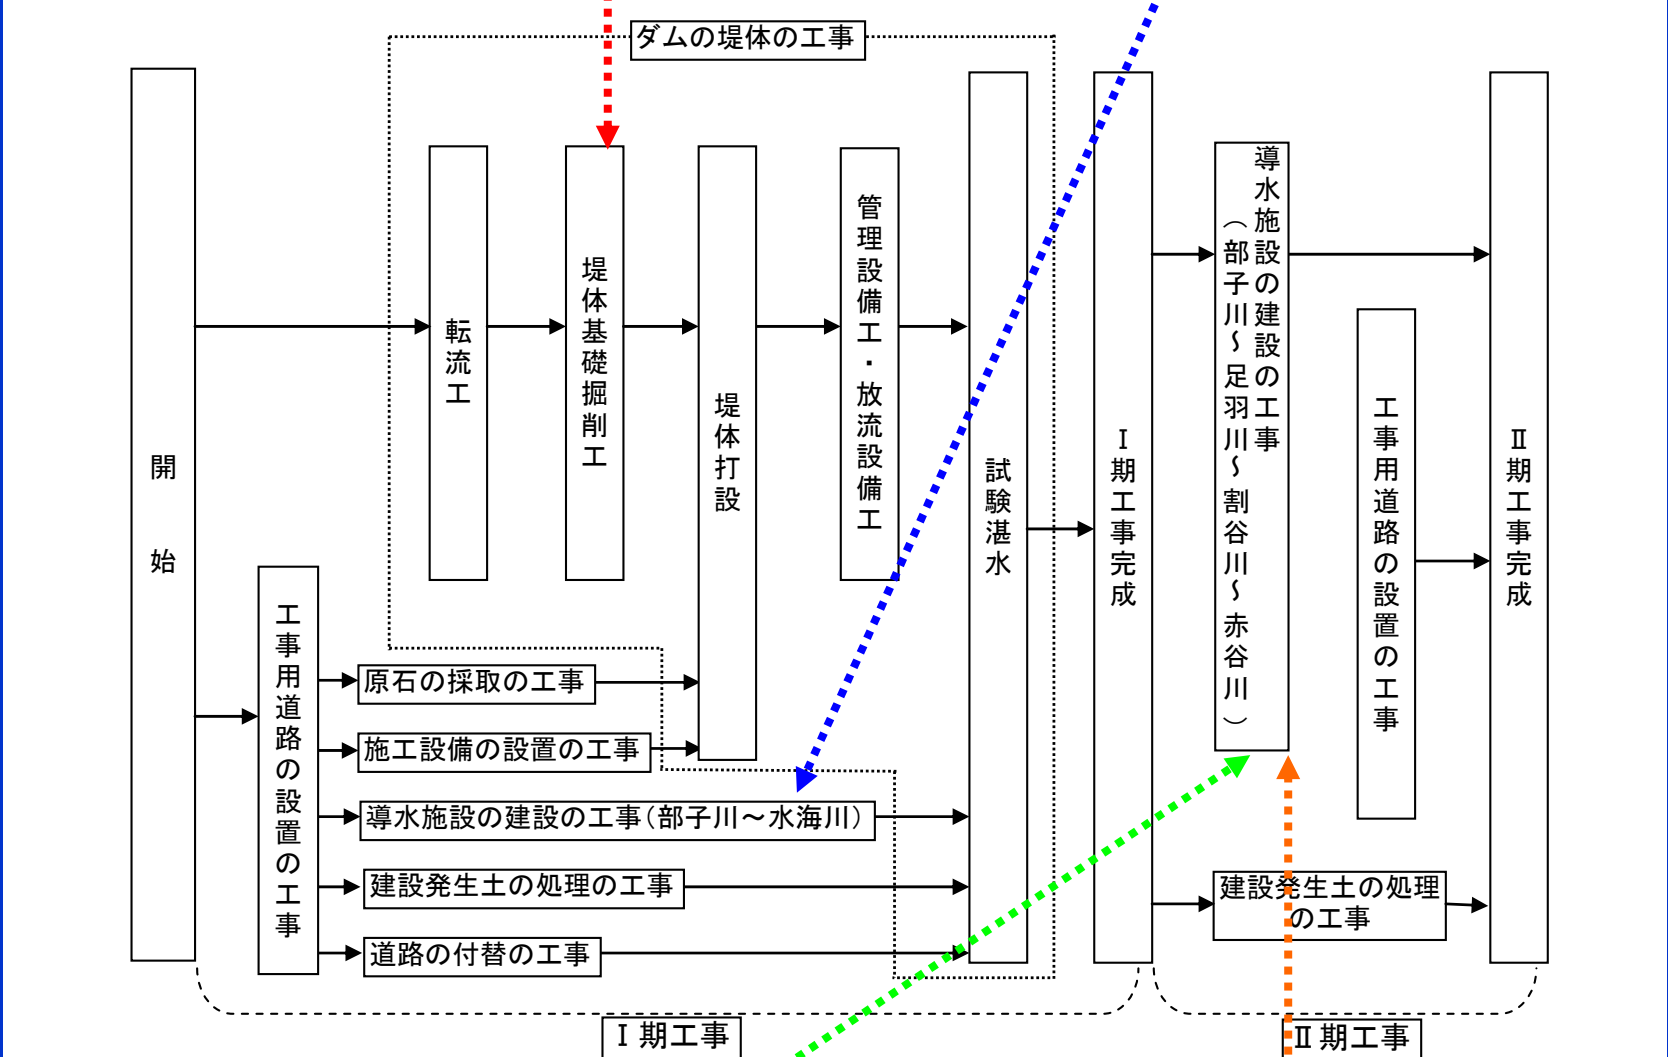 ダムの堤体の工事
開始
転流工
堤体基礎掘削工
堤体打設
管理設備工・放流設備工
試験湛水
Ⅰ期工事完成
導水施設の建設の工事
（部子川～足羽川～割谷川～赤谷川）
工事用道路の設置の工事
Ⅱ期工事完成
工事用道路の設置の工事
原石の採取の工事
施工設備の設置の工事
導水施設の建設の工事（部子川～水海川）
建設発生土の処理の工事
道路の付替の工事
建設発生土の処理
の工事
Ⅰ期工事
Ⅱ期工事